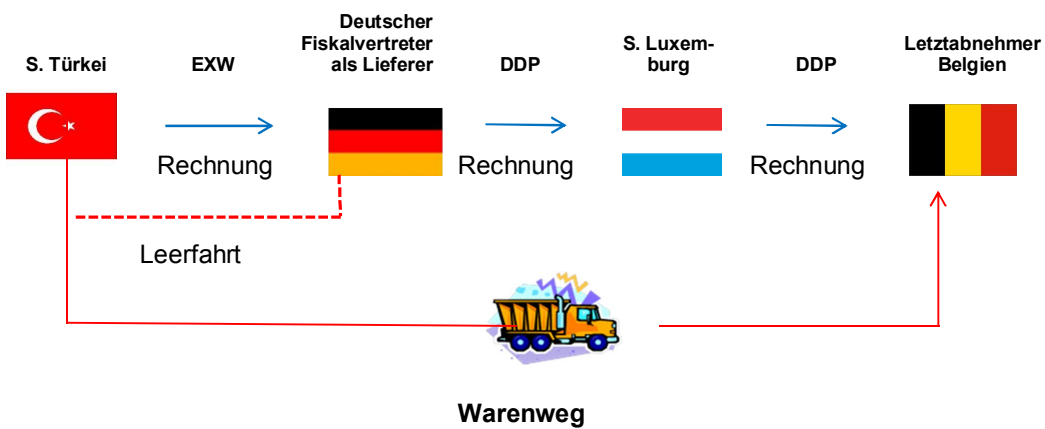 Deutscher
Fiskalvertreter
als Lieferer
S. Türkei
EXW
DDP
S. Luxem-
burg
DDP
Letztabnehmer
Belgien
Rechnung
Rechnung
Rechnung
Leerfahrt
Warenweg